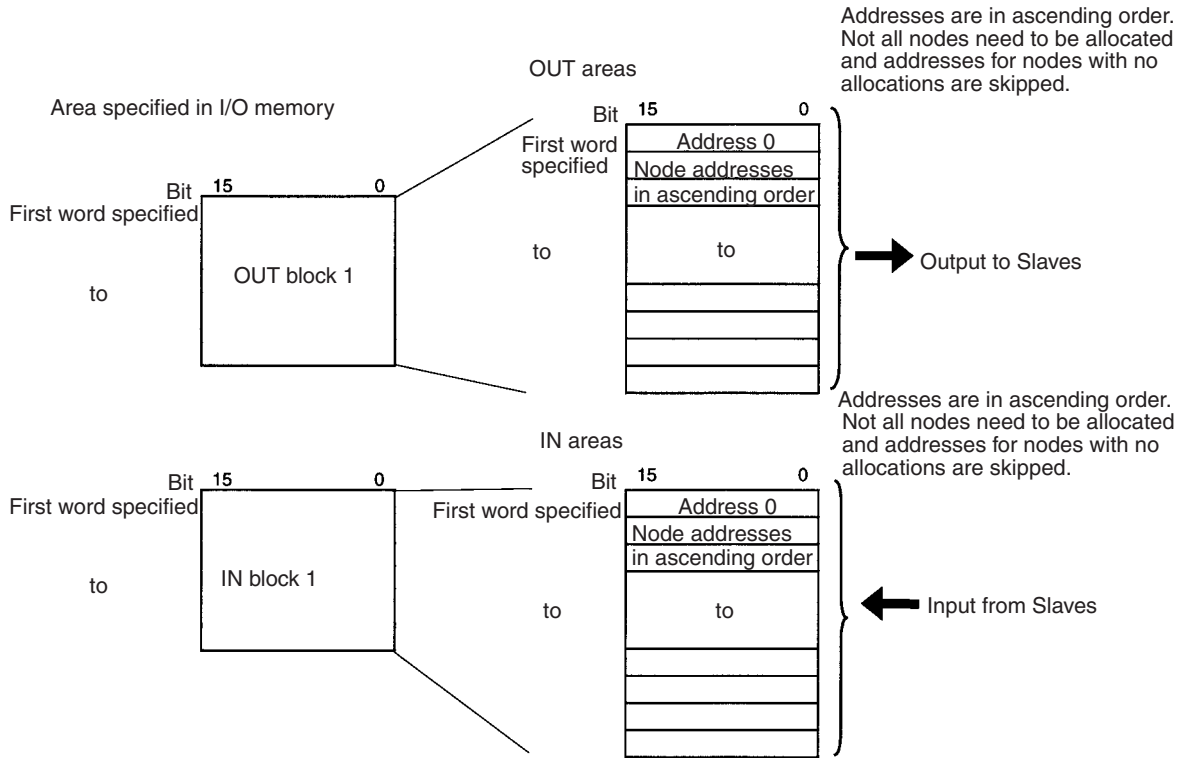 Addresses are in ascending order.
Not all nodes need to be allocated
and addresses for nodes with no
allocations are skipped.
OUT areas
Area specified in I/O memory
Bit 15 0
First word specified
Address 0
Node addresses
in ascending order
to
to
Output to Slaves
Bit 15 0
First word specified
OUT block 1
to
Addresses are in ascending order.
Not all nodes need to be allocated
and addresses for nodes with no
allocations are skipped.
IN areas
Bit 15 0
First word specified
IN block 1
to
Bit 15 0
First word specified
Address 0
Node addresses
in ascending order
to
to
Input from Slaves